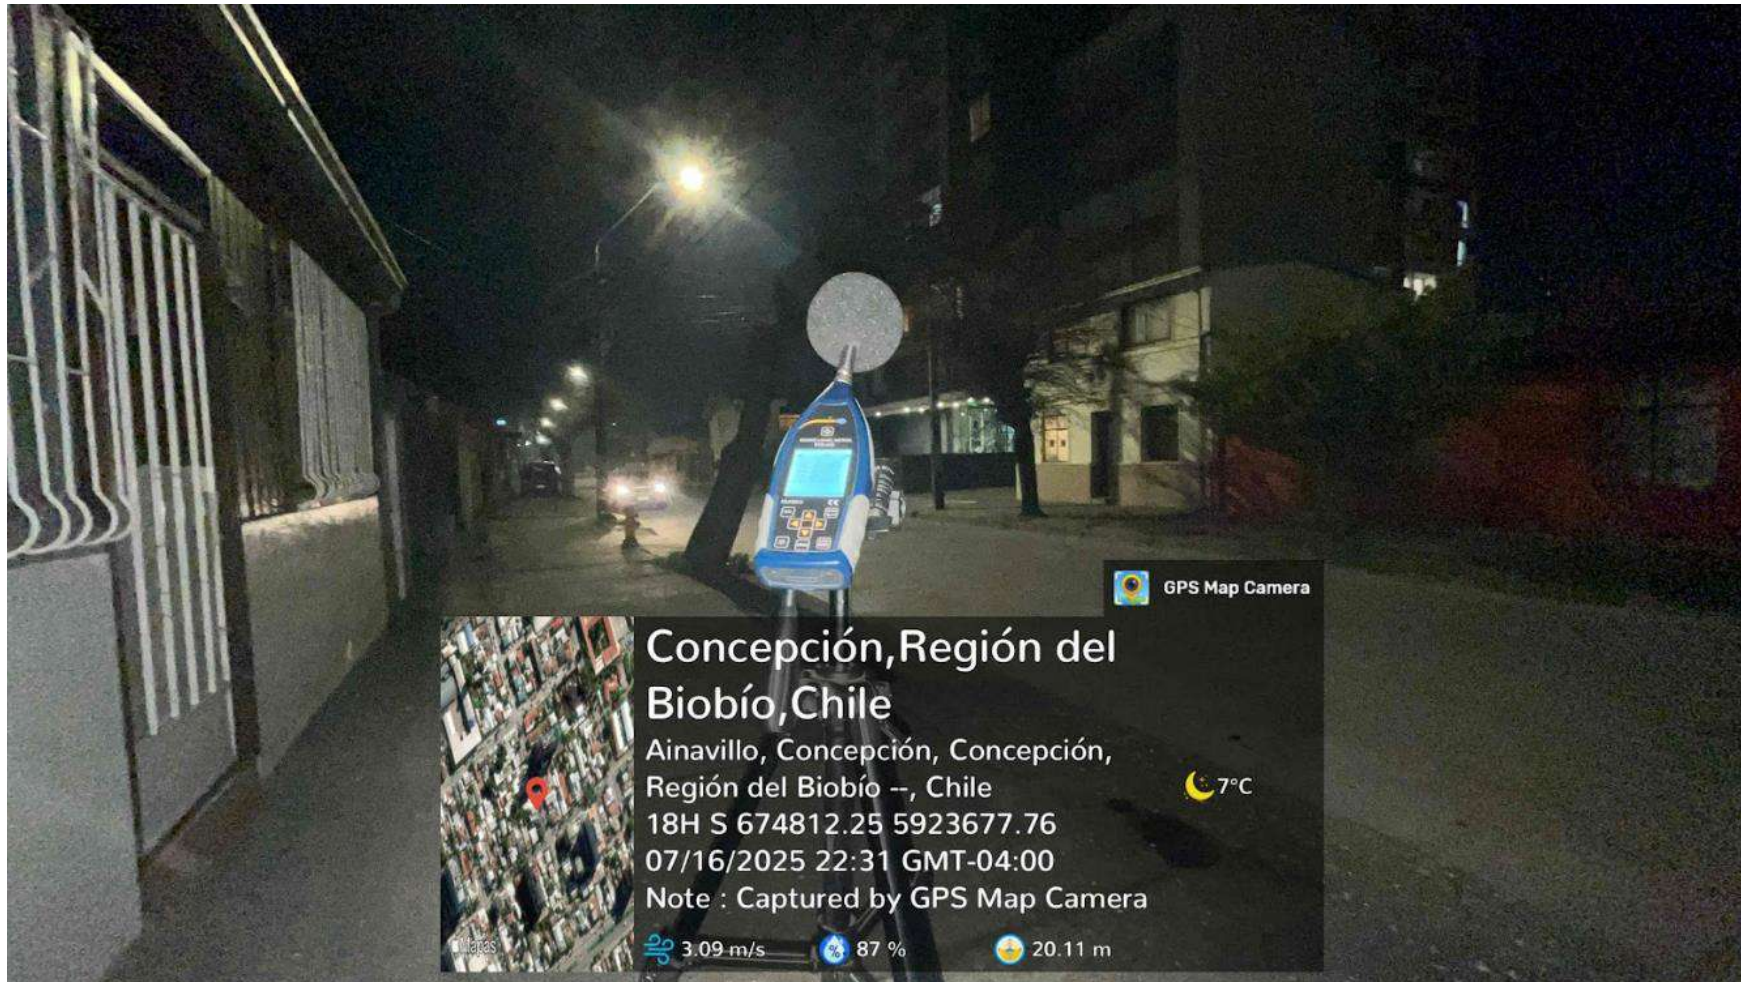 GPS Map Camera
Concepción,Región del
Biobío,Chile
Ainavillo, Concepción, Concepción,
Región del Biobío --, Chile
7°C
18H S 674812.25 5923677.76
07/16/2025 22:31 GMT-04:00
Note : Captured by GPS Map Camera
Mapas
3.09 m/s
87 %
20.11 m